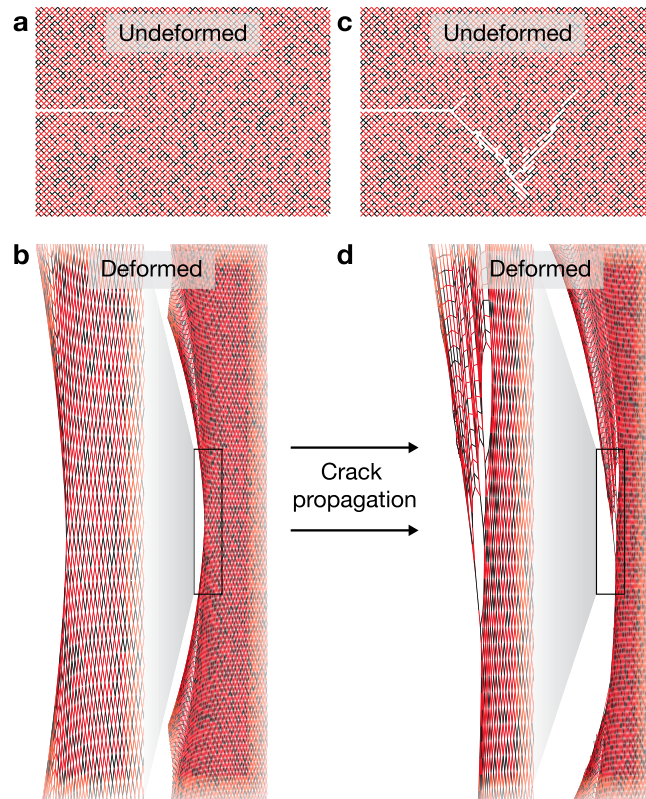 a
Undeformed
c
Undeformed
b
Deformed
d
Deformed
Crack
propagation